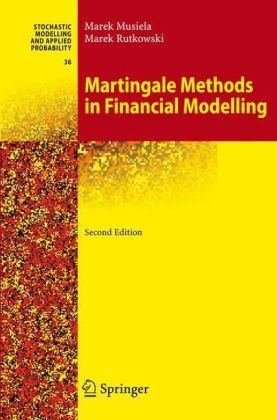 STOCHASTIC
MODELLING
AND APPLIED
PROBABILITY
36
Marek Musiela
Marek Rutkowski
Martingale Methods
in Financial Modelling
Second Edition
Springer